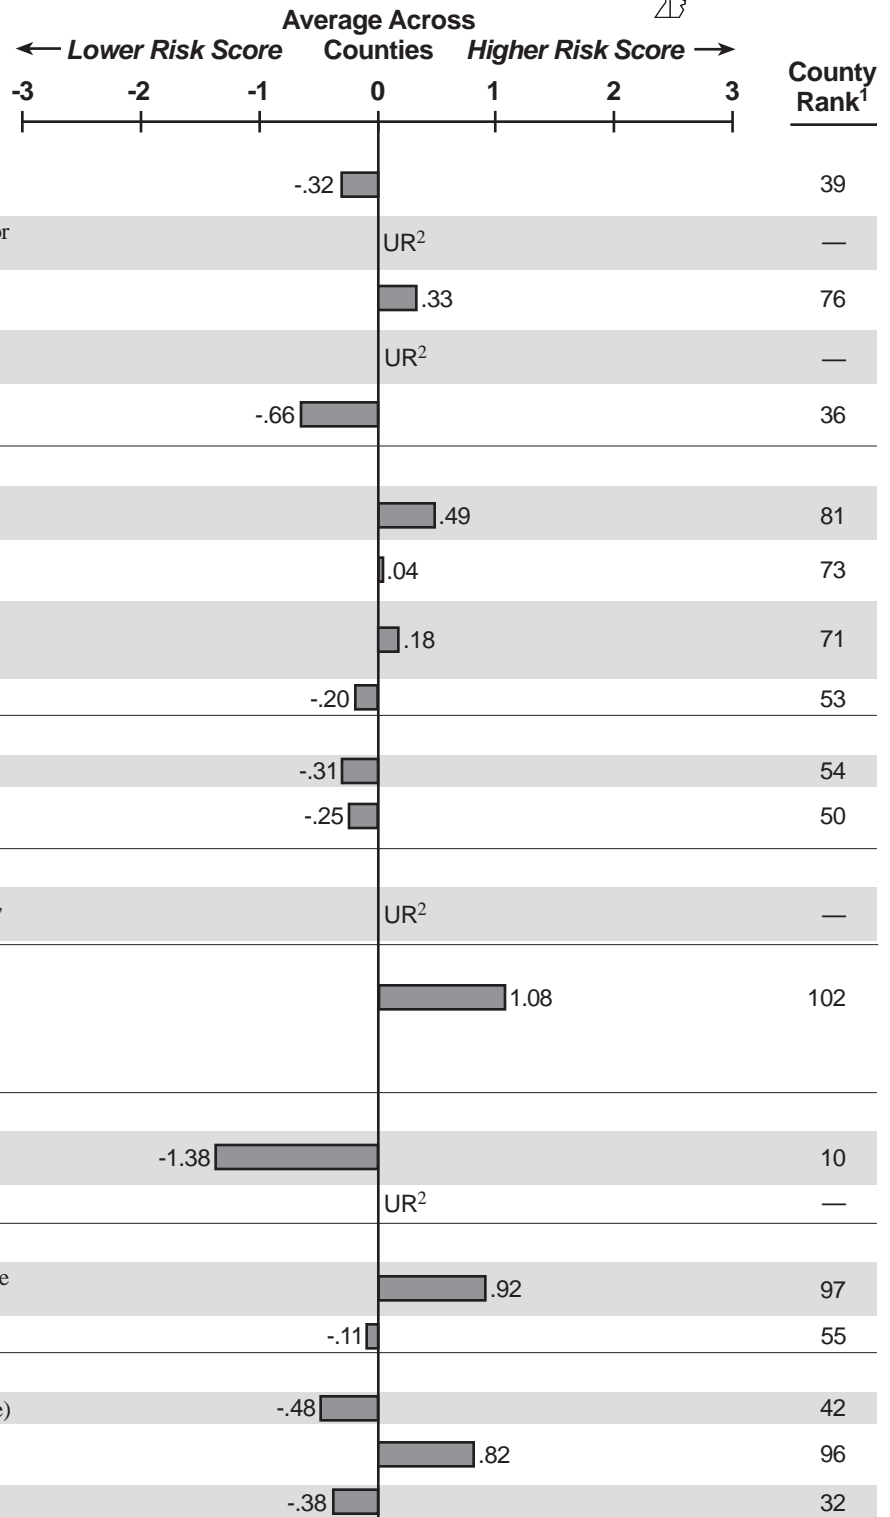 Average Across
← Lower Risk Score Counties Higher Risk Score →
County
Rank1
-3 -2 -1 0 1 2 3
-.32 39
or UR2 —
.33 76
UR2 —
-.66 36
.49 81
.04 73
.18 71
-.20 53
-.31 54
-.25 50
, UR2 —
1.08 102
-1.38 10
UR2 —
e .92 97
-.11 55
e) -.48 42
.82 96
-.38 32